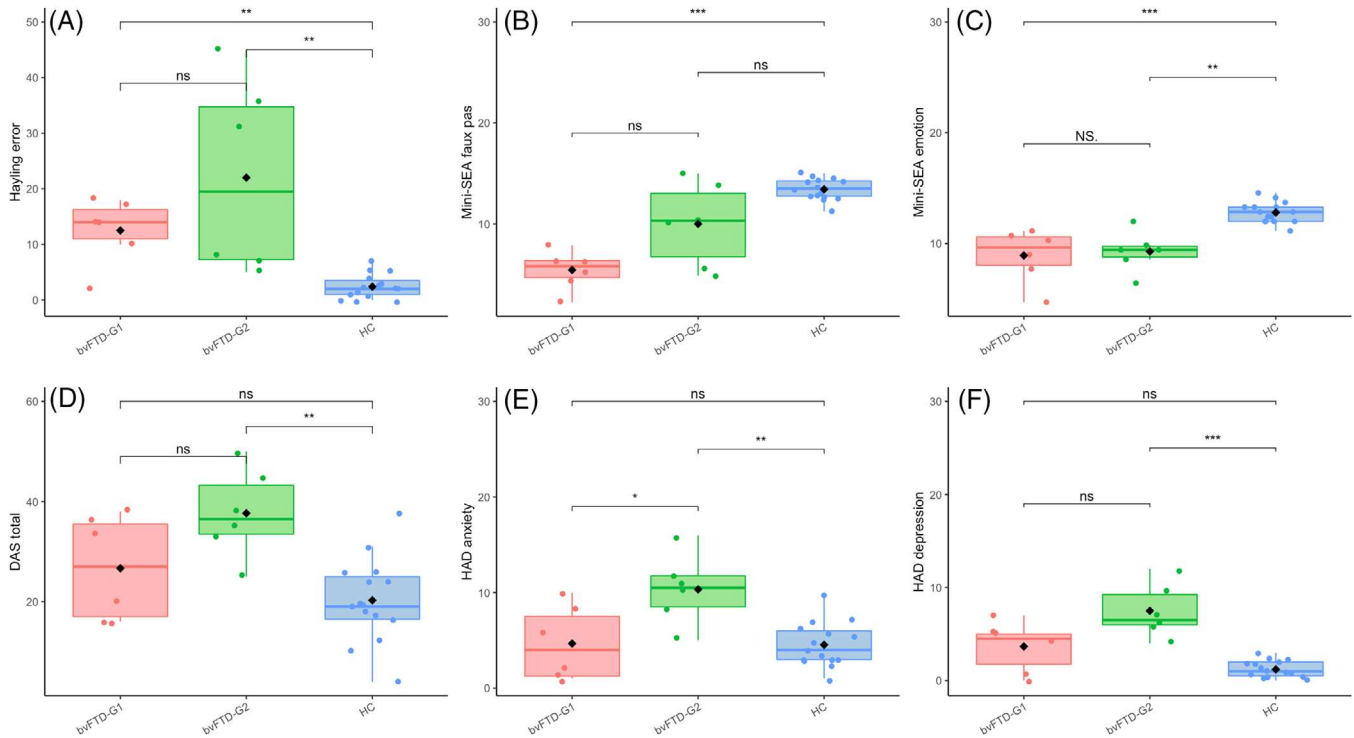 (A)
Hayling error
50
40
30
20
10
0
**
**
ns
bvFTD-G1
bvFTD-G2
HC
(B)
Mini-SEA faux pas
30
20
10
***
ns
ns
bvFTD-G1
bvFTD-G2
HC
(C)
Mini-SEA emotion
30
20
10
***
**
NS.
bvFTD-G1
bvFTD-G2
HC
(D)
DAS total
60
40
20
ns
**
ns
bvFTD-G1
bvFTD-G2
HC
(E)
HAD anxiety
30
20
10
0
ns
**
*
bvFTD-G1
bvFTD-G2
HC
(F)
HAD depression
30
20
10
0
ns
***
ns
bvFTD-G1
bvFTD-G2
HC